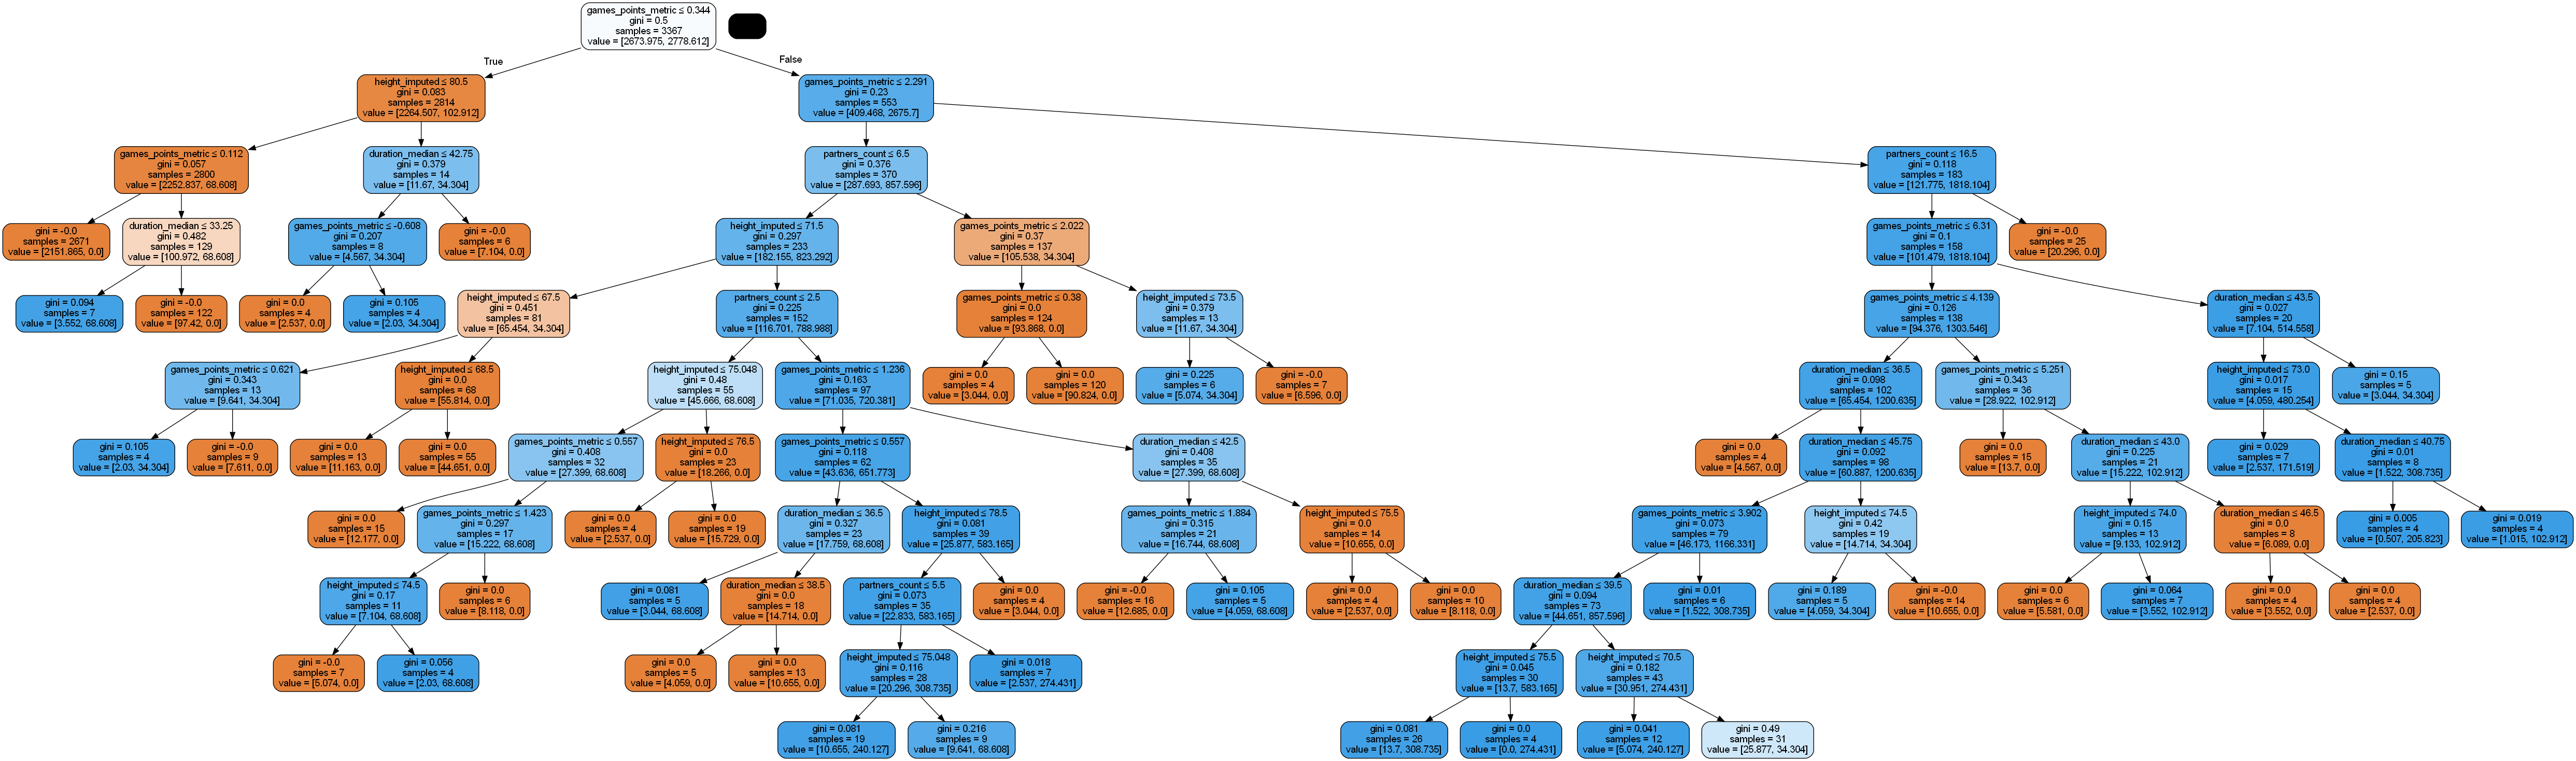 games_points_metric ≤ 0.344
gini = 0.5
samples = 3367
value = [2673.975, 2778.612]
True
False
height_imputed ≤ 80.5
gini = 0.083
samples = 2814
value = [2264.507, 102.912]
games_points_metric ≤ 2.291
gini = 0.23
samples = 553
value = [409.468, 2675.7]
games_points_metric ≤ 0.112
gini = 0.057
samples = 2800
value = [2252.837, 68.608]
duration_median ≤ 42.75
gini = 0.379
samples = 14
value = [11.67, 34.304]
partners_count ≤ 6.5
gini = 0.376
samples = 370
value = [287.693, 857.596]
partners_count ≤ 16.5
gini = 0.118
samples = 183
value = [121.775, 1818.104]
gini = -0.0
samples = 2671
value = [2151.865, 0.0]
duration_median ≤ 33.25
gini = 0.482
samples = 129
value = [100.972, 68.608]
games_points_metric ≤ -0.608
gini = 0.207
samples = 8
value = [4.567, 34.304]
gini = -0.0
samples = 6
value = [7.104, 0.0]
height_imputed ≤ 71.5
gini = 0.297
samples = 233
value = [182.155, 823.292]
games_points_metric ≤ 2.022
gini = 0.37
samples = 137
value = [105.538, 34.304]
games_points_metric ≤ 6.31
gini = 0.1
samples = 158
value = [101.479, 1818.104]
gini = -0.0
samples = 25
value = [20.296, 0.0]
gini = 0.094
samples = 7
value = [3.552, 68.608]
gini = -0.0
samples = 122
value = [97.42, 0.0]
gini = 0.0
samples = 4
value = [2.537, 0.0]
gini = 0.105
samples = 4
value = [2.03, 34.304]
height_imputed ≤ 67.5
gini = 0.451
samples = 81
value = [65.454, 34.304]
partners_count ≤ 2.5
gini = 0.225
samples = 152
value = [116.701, 788.988]
games_points_metric ≤ 0.38
gini = 0.0
samples = 124
value = [93.868, 0.0]
height_imputed ≤ 73.5
gini = 0.379
samples = 13
value = [11.67, 34.304]
games_points_metric ≤ 4.139
gini = 0.126
samples = 138
value = [94.376, 1303.546]
duration_median ≤ 43.5
gini = 0.027
samples = 20
value = [7.104, 514.558]
games_points_metric ≤ 0.621
gini = 0.343
samples = 13
value = [9.641, 34.304]
height_imputed ≤ 68.5
gini = 0.0
samples = 68
value = [55.814, 0.0]
height_imputed ≤ 75.048
gini = 0.48
samples = 55
value = [45.666, 68.608]
games_points_metric ≤ 1.236
gini = 0.163
samples = 97
value = [71.035, 720.381]
gini = 0.0
samples = 4
value = [3.044, 0.0]
gini = 0.0
samples = 120
value = [90.824, 0.0]
gini = 0.225
samples = 6
value = [5.074, 34.304]
gini = -0.0
samples = 7
value = [6.596, 0.0]
duration_median ≤ 36.5
gini = 0.098
samples = 102
value = [65.454, 1200.635]
games_points_metric ≤ 5.251
gini = 0.343
samples = 36
value = [28.922, 102.912]
height_imputed ≤ 73.0
gini = 0.017
samples = 15
value = [4.059, 480.254]
gini = 0.15
samples = 5
value = [3.044, 34.304]
gini = 0.105
samples = 4
value = [2.03, 34.304]
gini = -0.0
samples = 9
value = [7.611, 0.0]
gini = 0.0
samples = 13
value = [11.163, 0.0]
gini = 0.0
samples = 55
value = [44.651, 0.0]
games_points_metric ≤ 0.557
gini = 0.408
samples = 32
value = [27.399, 68.608]
height_imputed ≤ 76.5
gini = 0.0
samples = 23
value = [18.266, 0.0]
games_points_metric ≤ 0.557
gini = 0.118
samples = 62
value = [43.636, 651.773]
duration_median ≤ 42.5
gini = 0.408
samples = 35
value = [27.399, 68.608]
gini = 0.0
samples = 4
value = [4.567, 0.0]
duration_median ≤ 45.75
gini = 0.092
samples = 98
value = [60.887, 1200.635]
gini = 0.0
samples = 15
value = [13.7, 0.0]
duration_median ≤ 43.0
gini = 0.225
samples = 21
value = [15.222, 102.912]
gini = 0.029
samples = 7
value = [2.537, 171.519]
duration_median ≤ 40.75
gini = 0.01
samples = 8
value = [1.522, 308.735]
gini = 0.0
samples = 15
value = [12.177, 0.0]
games_points_metric ≤ 1.423
gini = 0.297
samples = 17
value = [15.222, 68.608]
gini = 0.0
samples = 4
value = [2.537, 0.0]
gini = 0.0
samples = 19
value = [15.729, 0.0]
duration_median ≤ 36.5
gini = 0.327
samples = 23
value = [17.759, 68.608]
height_imputed ≤ 78.5
gini = 0.081
samples = 39
value = [25.877, 583.165]
games_points_metric ≤ 1.884
gini = 0.315
samples = 21
value = [16.744, 68.608]
height_imputed ≤ 75.5
gini = 0.0
samples = 14
value = [10.655, 0.0]
games_points_metric ≤ 3.902
gini = 0.073
samples = 79
value = [46.173, 1166.331]
height_imputed ≤ 74.5
gini = 0.42
samples = 19
value = [14.714, 34.304]
height_imputed ≤ 74.0
gini = 0.15
samples = 13
value = [9.133, 102.912]
duration_median ≤ 46.5
gini = 0.0
samples = 8
value = [6.089, 0.0]
gini = 0.005
samples = 4
value = [0.507, 205.823]
gini = 0.019
samples = 4
value = [1.015, 102.912]
height_imputed ≤ 74.5
gini = 0.17
samples = 11
value = [7.104, 68.608]
gini = 0.0
samples = 6
value = [8.118, 0.0]
gini = 0.081
samples = 5
value = [3.044, 68.608]
duration_median ≤ 38.5
gini = 0.0
samples = 18
value = [14.714, 0.0]
partners_count ≤ 5.5
gini = 0.073
samples = 35
value = [22.833, 583.165]
gini = 0.0
samples = 4
value = [3.044, 0.0]
gini = -0.0
samples = 16
value = [12.685, 0.0]
gini = 0.105
samples = 5
value = [4.059, 68.608]
gini = 0.0
samples = 4
value = [2.537, 0.0]
gini = 0.0
samples = 10
value = [8.118, 0.0]
duration_median ≤ 39.5
gini = 0.094
samples = 73
value = [44.651, 857.596]
gini = 0.01
samples = 6
value = [1.522, 308.735]
gini = 0.189
samples = 5
value = [4.059, 34.304]
gini = -0.0
samples = 14
value = [10.655, 0.0]
gini = 0.0
samples = 6
value = [5.581, 0.0]
gini = 0.064
samples = 7
value = [3.552, 102.912]
gini = 0.0
samples = 4
value = [3.552, 0.0]
gini = 0.0
samples = 4
value = [2.537, 0.0]
gini = -0.0
samples = 7
value = [5.074, 0.0]
gini = 0.056
samples = 4
value = [2.03, 68.608]
gini = 0.0
samples = 5
value = [4.059, 0.0]
gini = 0.0
samples = 13
value = [10.655, 0.0]
height_imputed ≤ 75.048
gini = 0.116
samples = 28
value = [20.296, 308.735]
gini = 0.018
samples = 7
value = [2.537, 274.431]
height_imputed ≤ 75.5
gini = 0.045
samples = 30
value = [13.7, 583.165]
height_imputed ≤ 70.5
gini = 0.182
samples = 43
value = [30.951, 274.431]
gini = 0.081
samples = 19
value = [10.655, 240.127]
gini = 0.216
samples = 9
value = [9.641, 68.608]
gini = 0.081
samples = 26
value = [13.7, 308.735]
gini = 0.0
samples = 4
value = [0.0, 274.431]
gini = 0.041
samples = 12
value = [5.074, 240.127]
gini = 0.49
samples = 31
value = [25.877, 34.304]